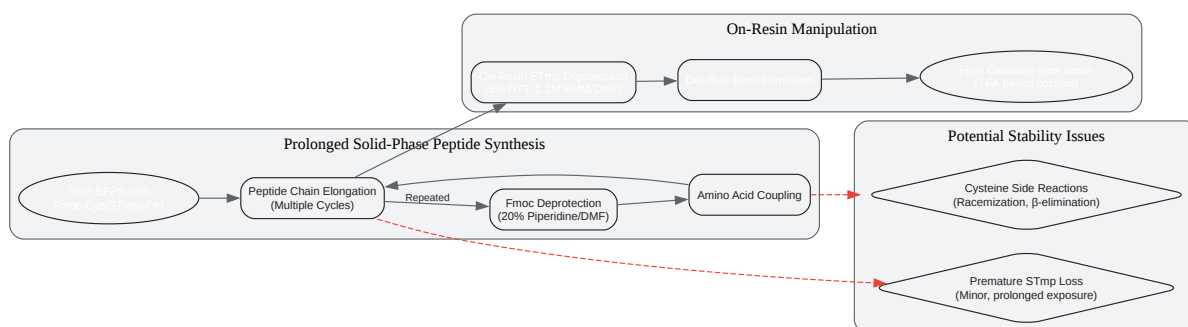 On-Resin Manipulation
On-Resin STmp Deprotection
(5% DTT, 0.1M NMM/DMF)
Disulfide Bond Formation
Final Cleavage from Resin
(TFA-based cocktail)
Prolonged Solid-Phase Peptide Synthesis
Start SPPS with
Fmoc-Cys(STmp)-OH
Peptide Chain Elongation
(Multiple Cycles)
Repeated
Fmoc Deprotection
(20% Piperidine/DMF)
Amino Acid Coupling
Potential Stability Issues
Cysteine Side Reactions
(Racemization, β-elimination)
Premature STmp Loss
(Minor, prolonged exposure)